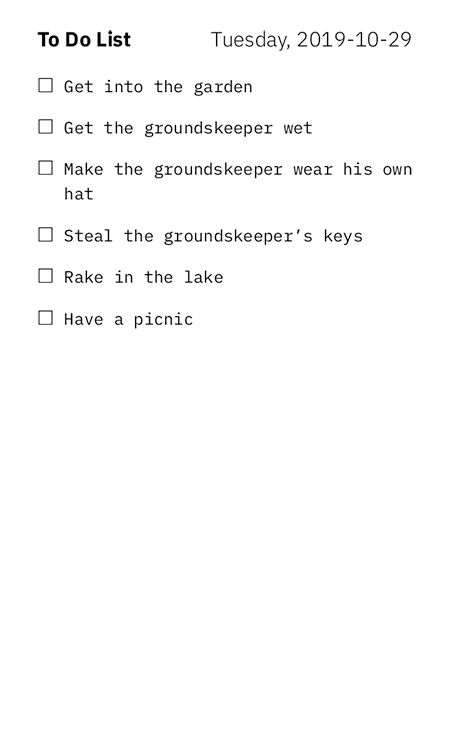 To Do List Tuesday, 2019-10-29
☐ Get into the garden
☐ Get the groundskeeper wet
☐ Make the groundskeeper wear his own
hat
☐ Steal the groundskeeper’s keys
☐ Rake in the lake
☐ Have a picnic